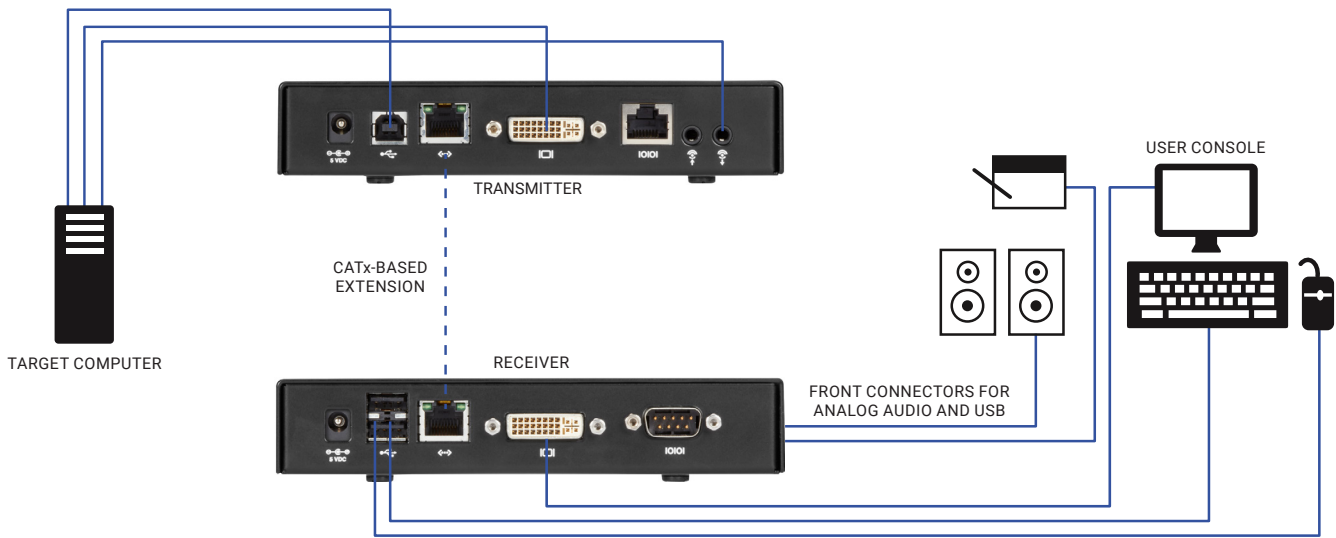 5 VDC
IOIOI
TRANSMITTER
USER CONSOLE
CATx-BASED
EXTENSION
TARGET COMPUTER
RECEIVER
FRONT CONNECTORS FOR
ANALOG AUDIO AND USB
5 VDC
IOIOI